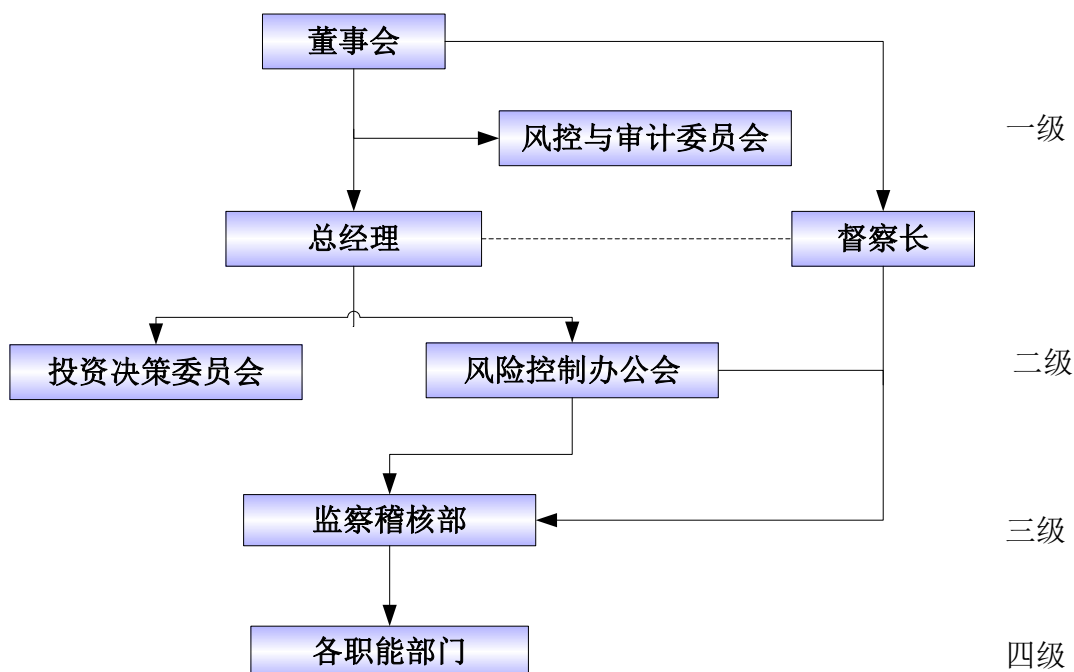 董事会
风控与审计委员会
一级
总经理
督察长
投资决策委员会
风险控制办公会
二级
监察稽核部
三级
各职能部门
四级